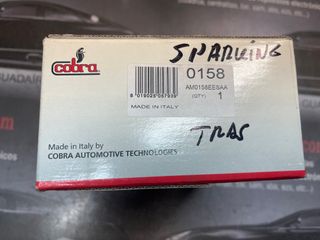 SPARKING
cobra
0158
AM0158EESAA
8 019025 067939
(QTY) 1
MADE IN ITALY
TRAS
Made in Italy by
COBRA AUTOMOTIVE TECHNOLOGIES